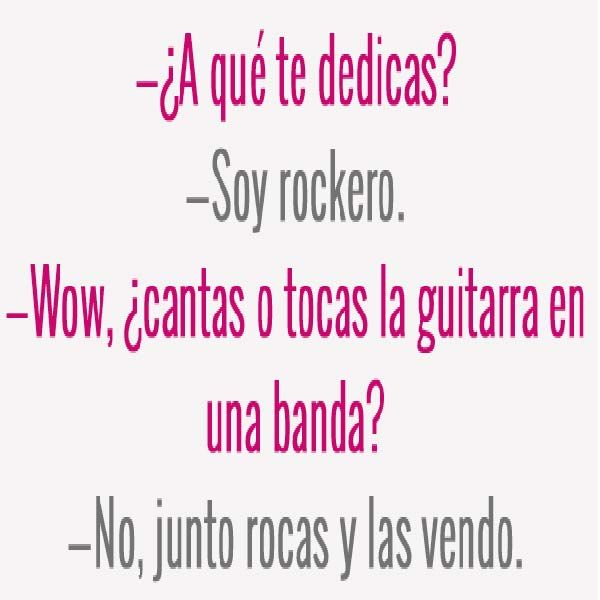 –¿A qué te dedicas?
–Soy rockero.
–Wow, ¿cantas o tocas la guitarra en
una banda?
–No, junto rocas y las vendo.